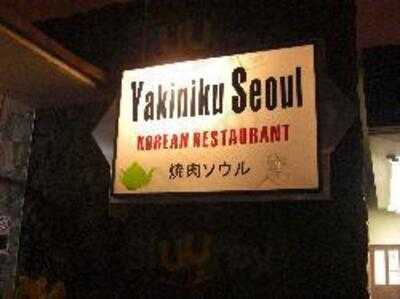 Yakiniku Seoul
KOREAN RESTAURANT
焼肉ソウル